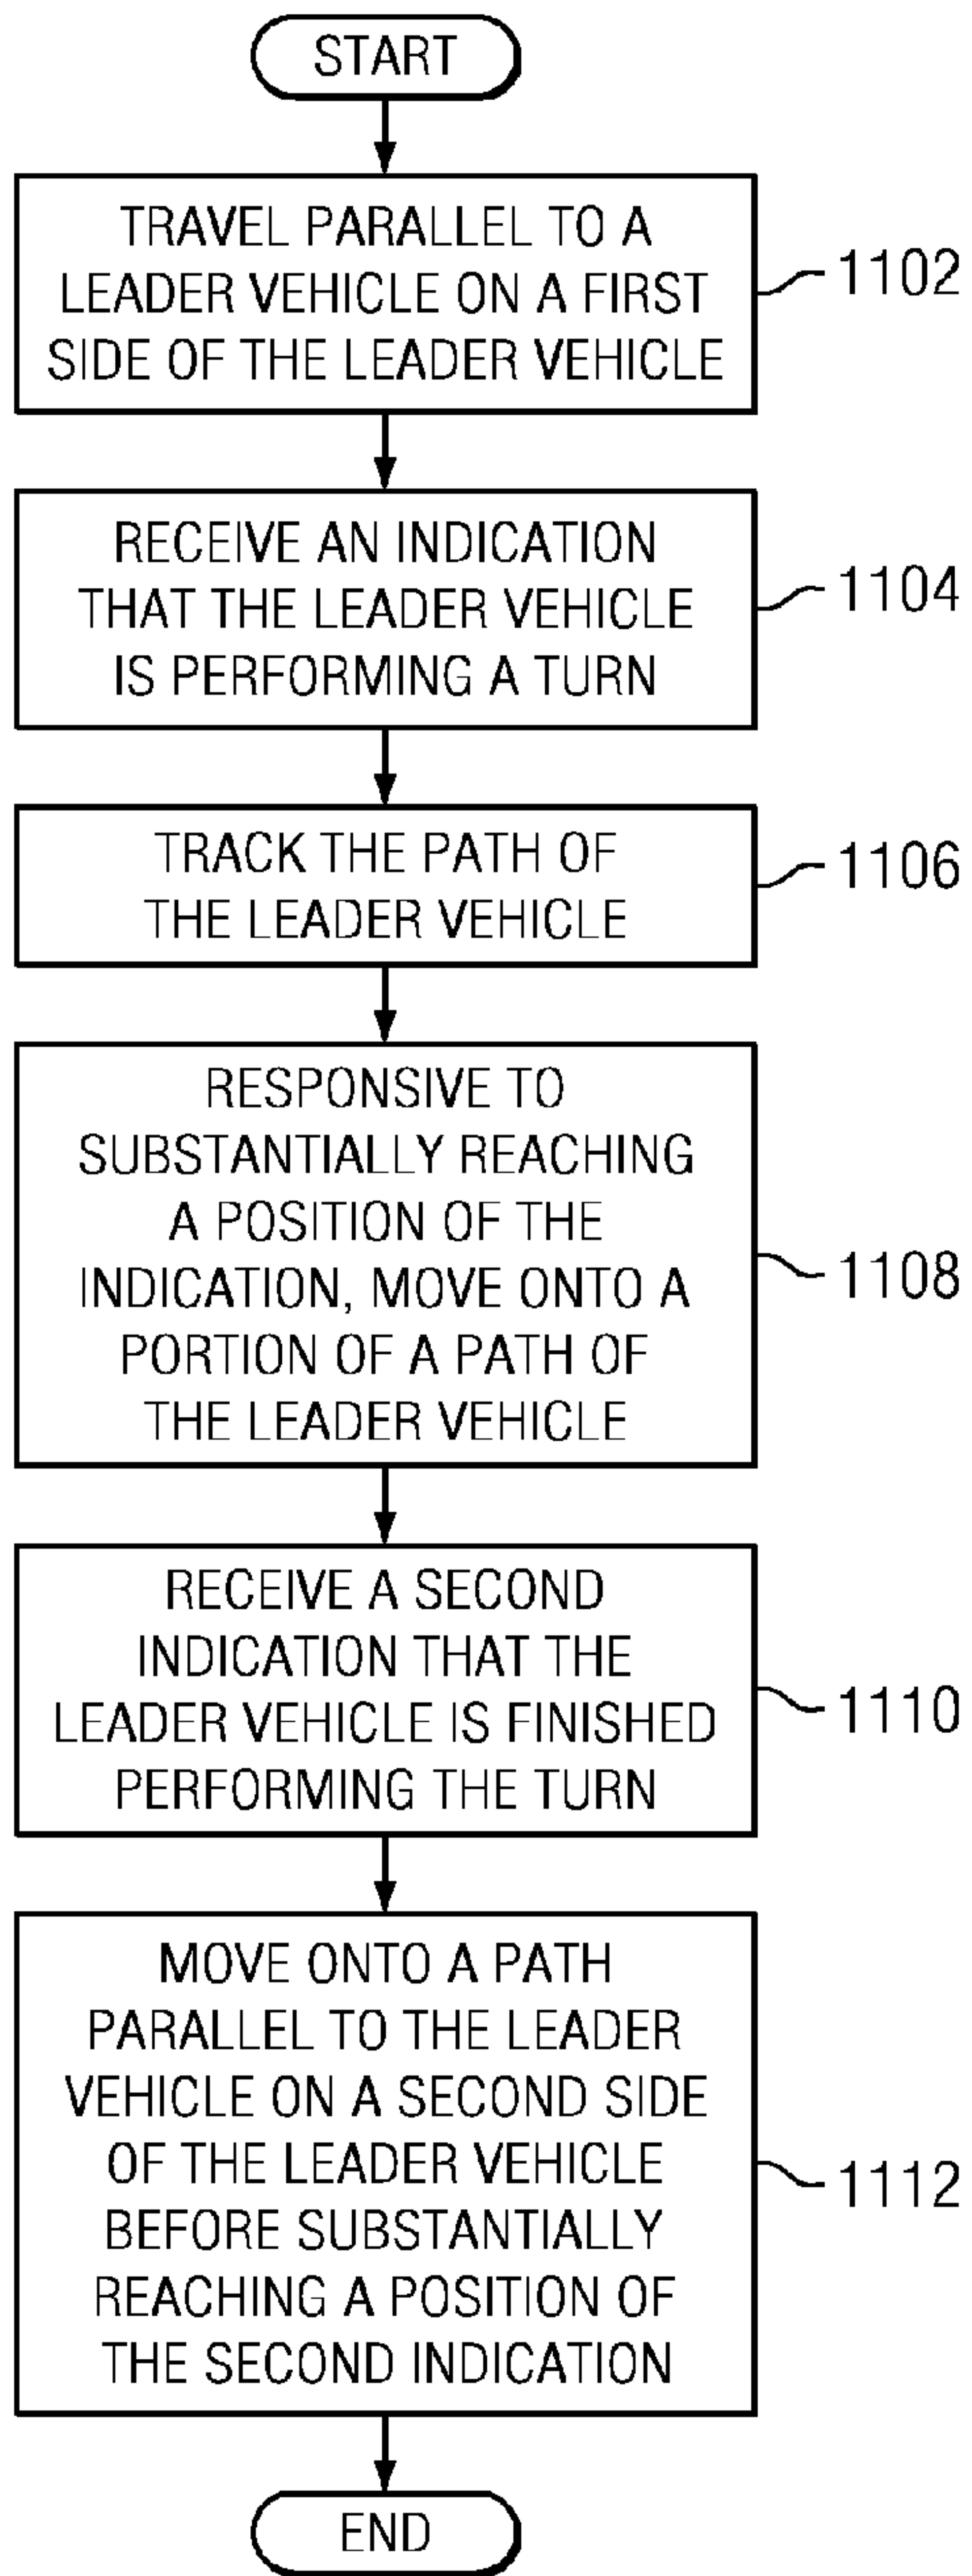 START
TRAVEL PARALLEL TO A
LEADER VEHICLE ON A FIRST
SIDE OF THE LEADER VEHICLE
1102
RECEIVE AN INDICATION
THAT THE LEADER VEHICLE
IS PERFORMING A TURN
1104
TRACK THE PATH OF
THE LEADER VEHICLE
1106
RESPONSIVE TO
SUBSTANTIALLY REACHING
A POSITION OF THE
INDICATION, MOVE ONTO A
PORTION OF A PATH OF
THE LEADER VEHICLE
1108
RECEIVE A SECOND
INDICATION THAT THE
LEADER VEHICLE IS FINISHED
PERFORMING THE TURN
1110
MOVE ONTO A PATH
PARALLEL TO THE LEADER
VEHICLE ON A SECOND SIDE
OF THE LEADER VEHICLE
BEFORE SUBSTANTIALLY
REACHING A POSITION OF
THE SECOND INDICATION
1112
END